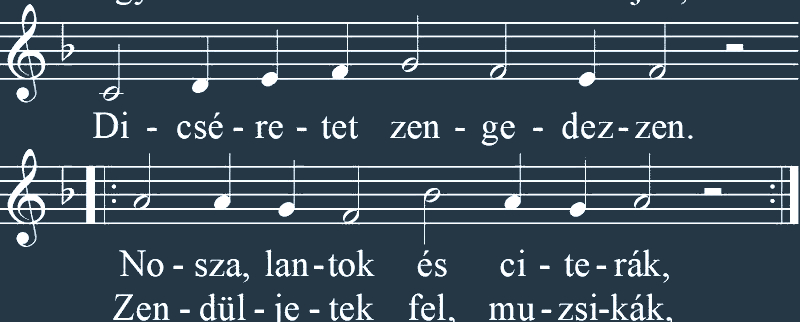 Di - csé - re - tet zen - ge - dez - zen.
No - sza, lan - tok és ci - te - rák,
Zen - dül - je - tek fel, mu - zsi - kák,